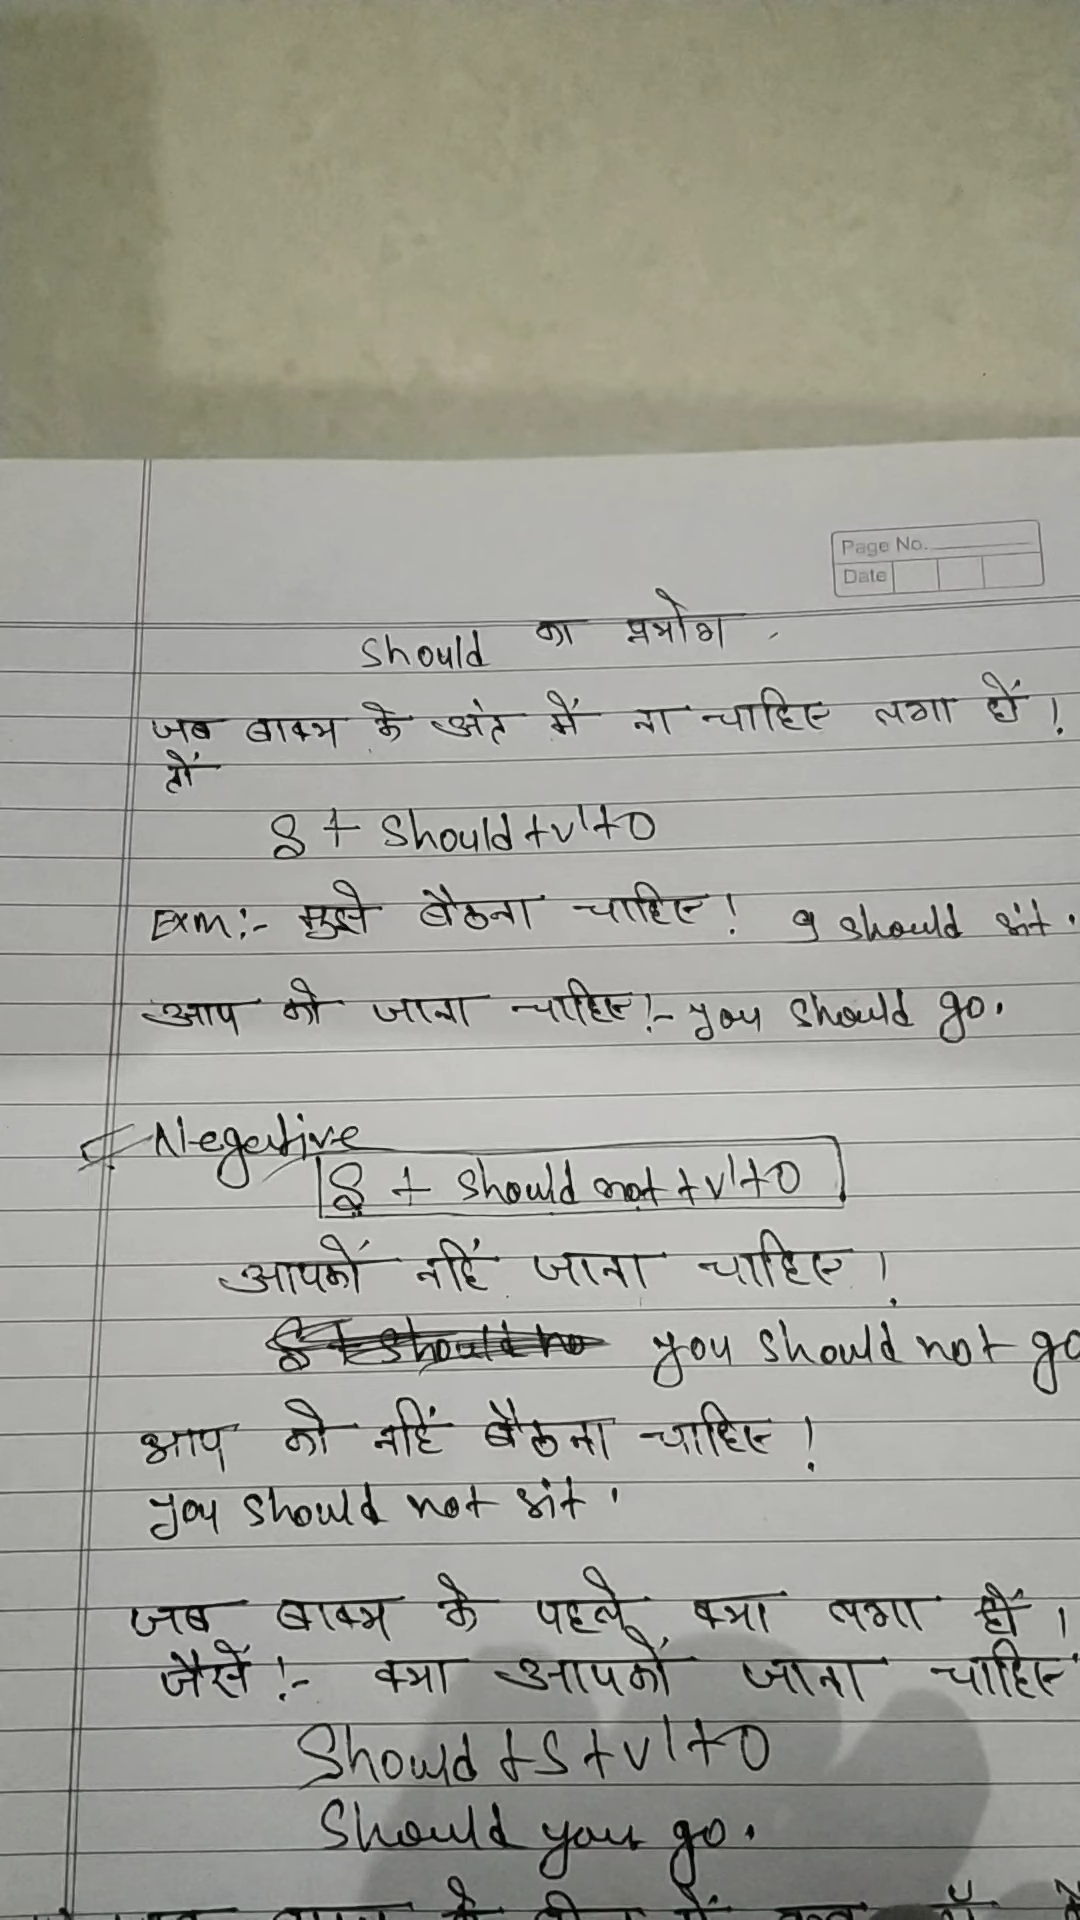 Page No.
Date
should का प्रयोग
जब वाक्य के अंत में ना चाहिए लगा हों !
तों
S + should + v1 + O
Exm:- मुझे बैठना चाहिए ! I should sit.
आप को जाना चाहिए !- you should go.
Negative
S + should not + v1 + O
आपकों नहिं जाना चाहिए !
you should not go
आप को नहिं बैठना चाहिए !
you should not sit.
जब वाक्य के पहले क्या लगा हों ।
जैसें !- क्या आपकों जाना चाहिए
Should + S + v1 + O
Should you go.